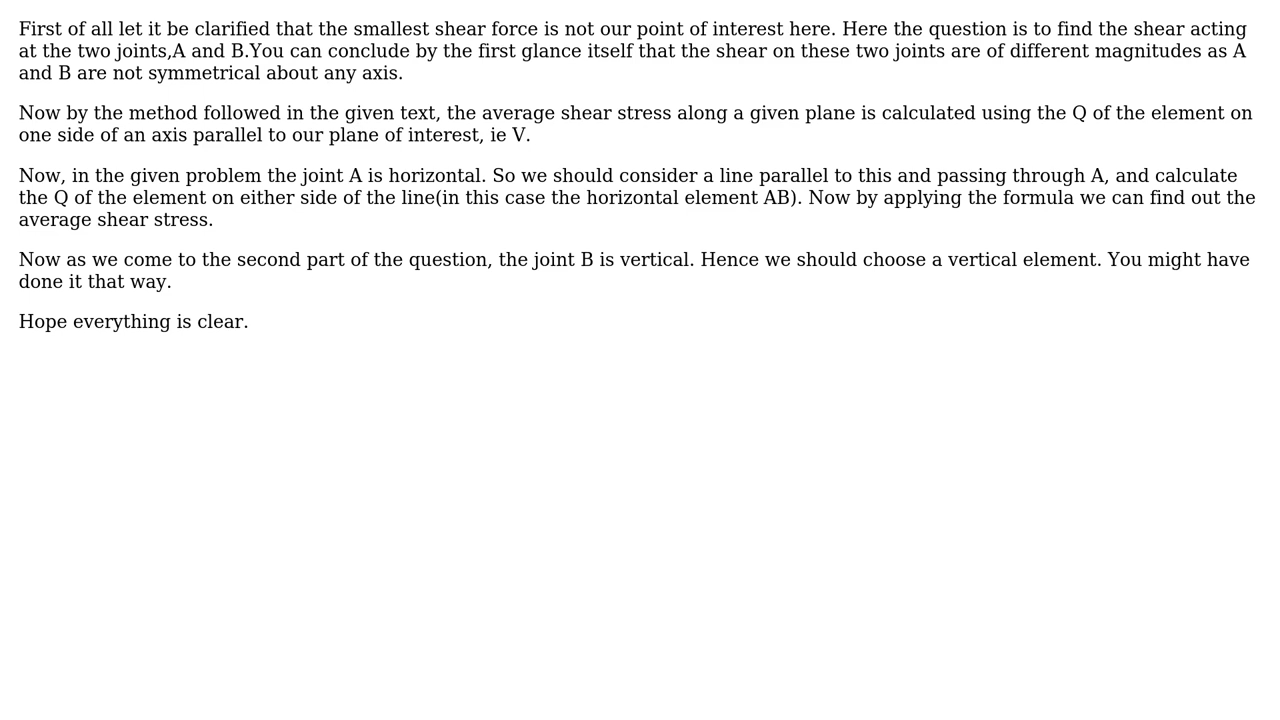 First of all let it be clarified that the smallest shear force is not our point of interest here. Here the question is to find the shear acting
at the two joints,A and B.You can conclude by the first glance itself that the shear on these two joints are of different magnitudes as A
and B are not symmetrical about any axis.
Now by the method followed in the given text, the average shear stress along a given plane is calculated using the Q of the element on
one side of an axis parallel to our plane of interest, ie V.
Now, in the given problem the joint A is horizontal. So we should consider a line parallel to this and passing through A, and calculate
the Q of the element on either side of the line(in this case the horizontal element AB). Now by applying the formula we can find out the
average shear stress.
Now as we come to the second part of the question, the joint B is vertical. Hence we should choose a vertical element. You might have
done it that way.
Hope everything is clear.